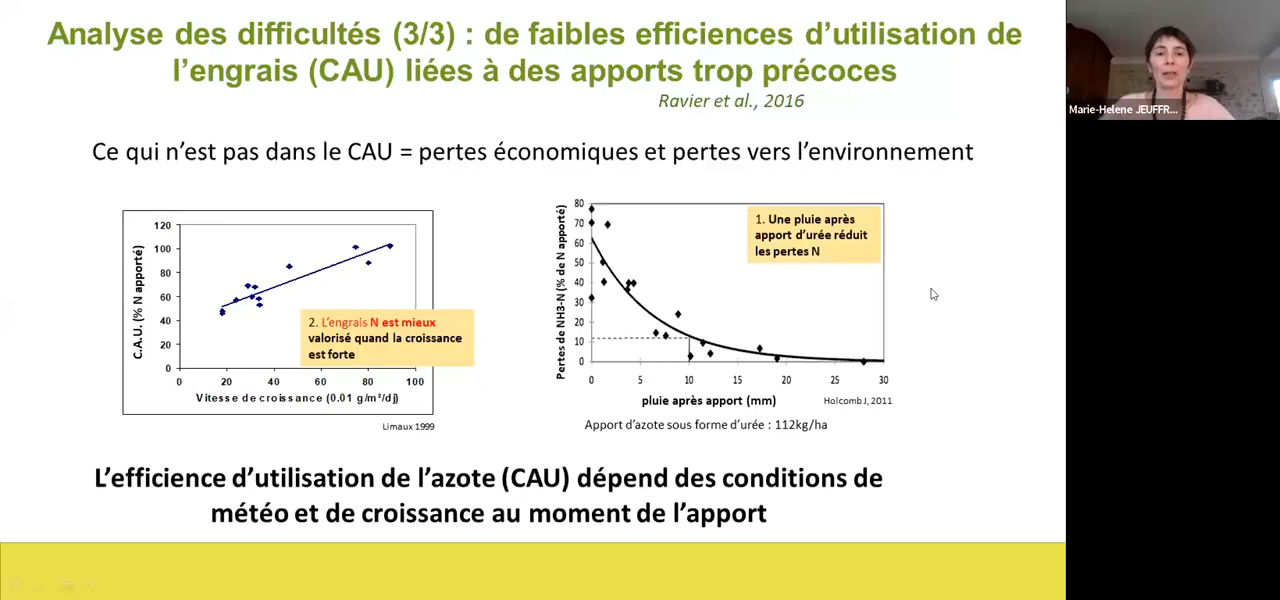 Analyse des difficultés (3/3) : de faibles efficiences d’utilisation de
l’engrais (CAU) liées à des apports trop précoces
Ravier et al., 2016
Marie-Helene JEUFFR...
Ce qui n’est pas dans le CAU = pertes économiques et pertes vers l’environnement
C.A.U. (% N apporté)
120
100
80
60
40
20
0
0 20 40 60 80 100
Vitesse de croissance (0.01 g/m²/dj)
2. L’engrais N est mieux
valorisé quand la croissance
est forte
Limaux 1999
Pertes de NH3-N (% de N apporté)
80
70
60
50
40
30
20
10
0
0 5 10 15 20 25 30
pluie après apport (mm)
1. Une pluie après
apport d’urée réduit
les pertes N
Holcomb J, 2011
Apport d’azote sous forme d’urée : 112kg/ha
L’efficience d’utilisation de l’azote (CAU) dépend des conditions de
météo et de croissance au moment de l’apport